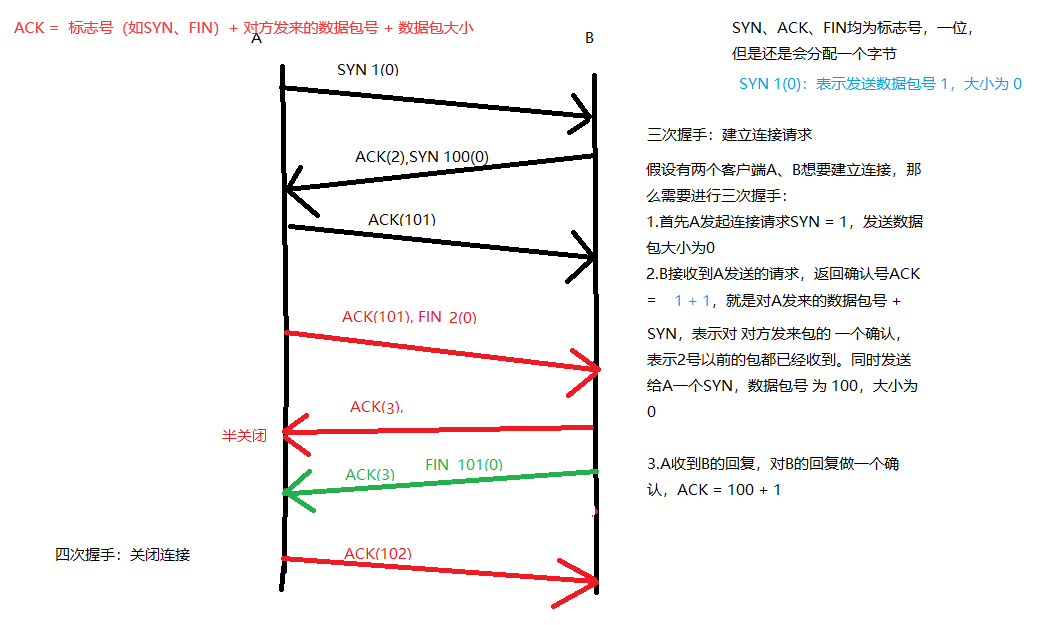 ACK = 标志号（如SYN、FIN）+ 对方发来的数据包号 + 数据包大小
A
B
SYN 1(0)
ACK(2),SYN 100(0)
ACK(101)
ACK(101), FIN 2(0)
ACK(3),
半关闭
FIN 101(0)
ACK(3)
ACK(102)
四次握手：关闭连接
SYN、ACK、FIN均为标志号，一位，
但是还是会分配一个字节
SYN 1(0)：表示发送数据包号 1，大小为 0
三次握手：建立连接请求
假设有两个客户端A、B想要建立连接，那
么需要进行三次握手：
1.首先A发起连接请求SYN = 1，发送数据
包大小为0
2.B接收到A发送的请求，返回确认号ACK
= 1 + 1，就是对A发来的数据包号 +
SYN，表示对 对方发来包的 一个确认，
表示2号以前的包都已经收到。同时发送
给A一个SYN，数据包号 为 100，大小为
0
3.A收到B的回复，对B的回复做一个确
认，ACK = 100 + 1